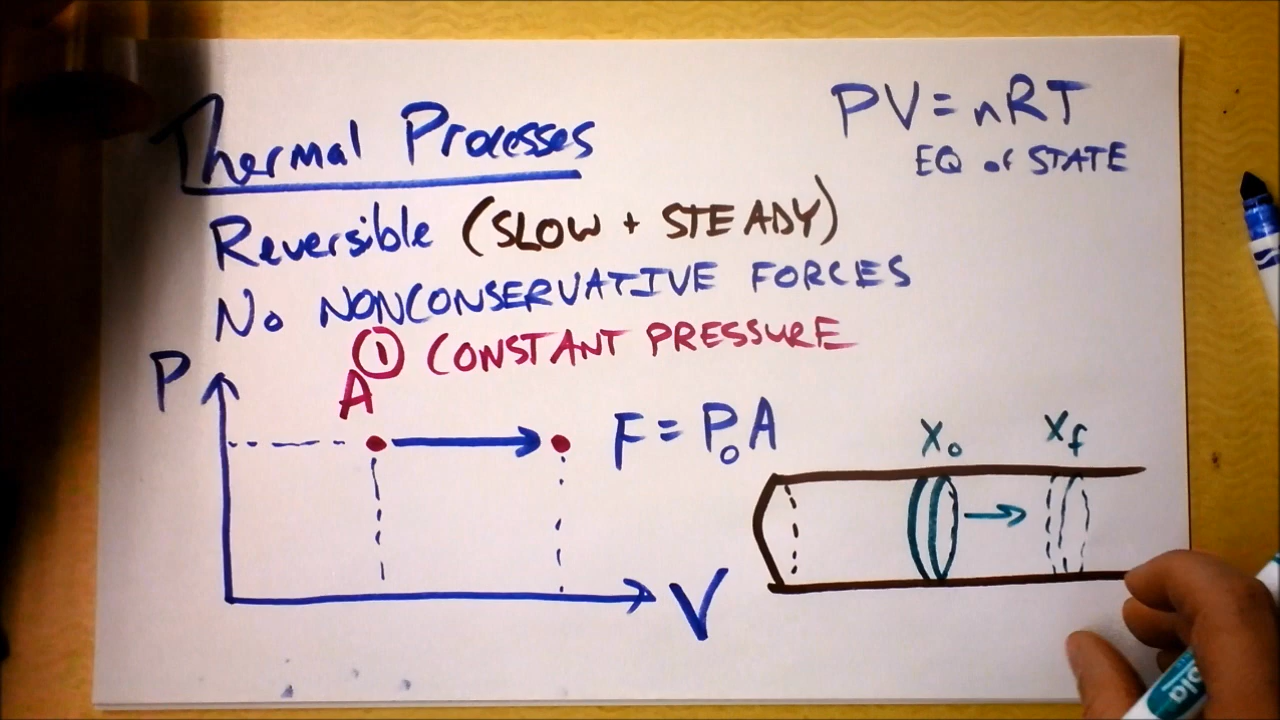 Thermal Processes
PV = nRT
EQ of STATE
Reversible (SLOW + STEADY)
No NONCONSERVATIVE FORCES
① CONSTANT PRESSURE
P
A
F = P₀A
X₀
Xf
V
ola